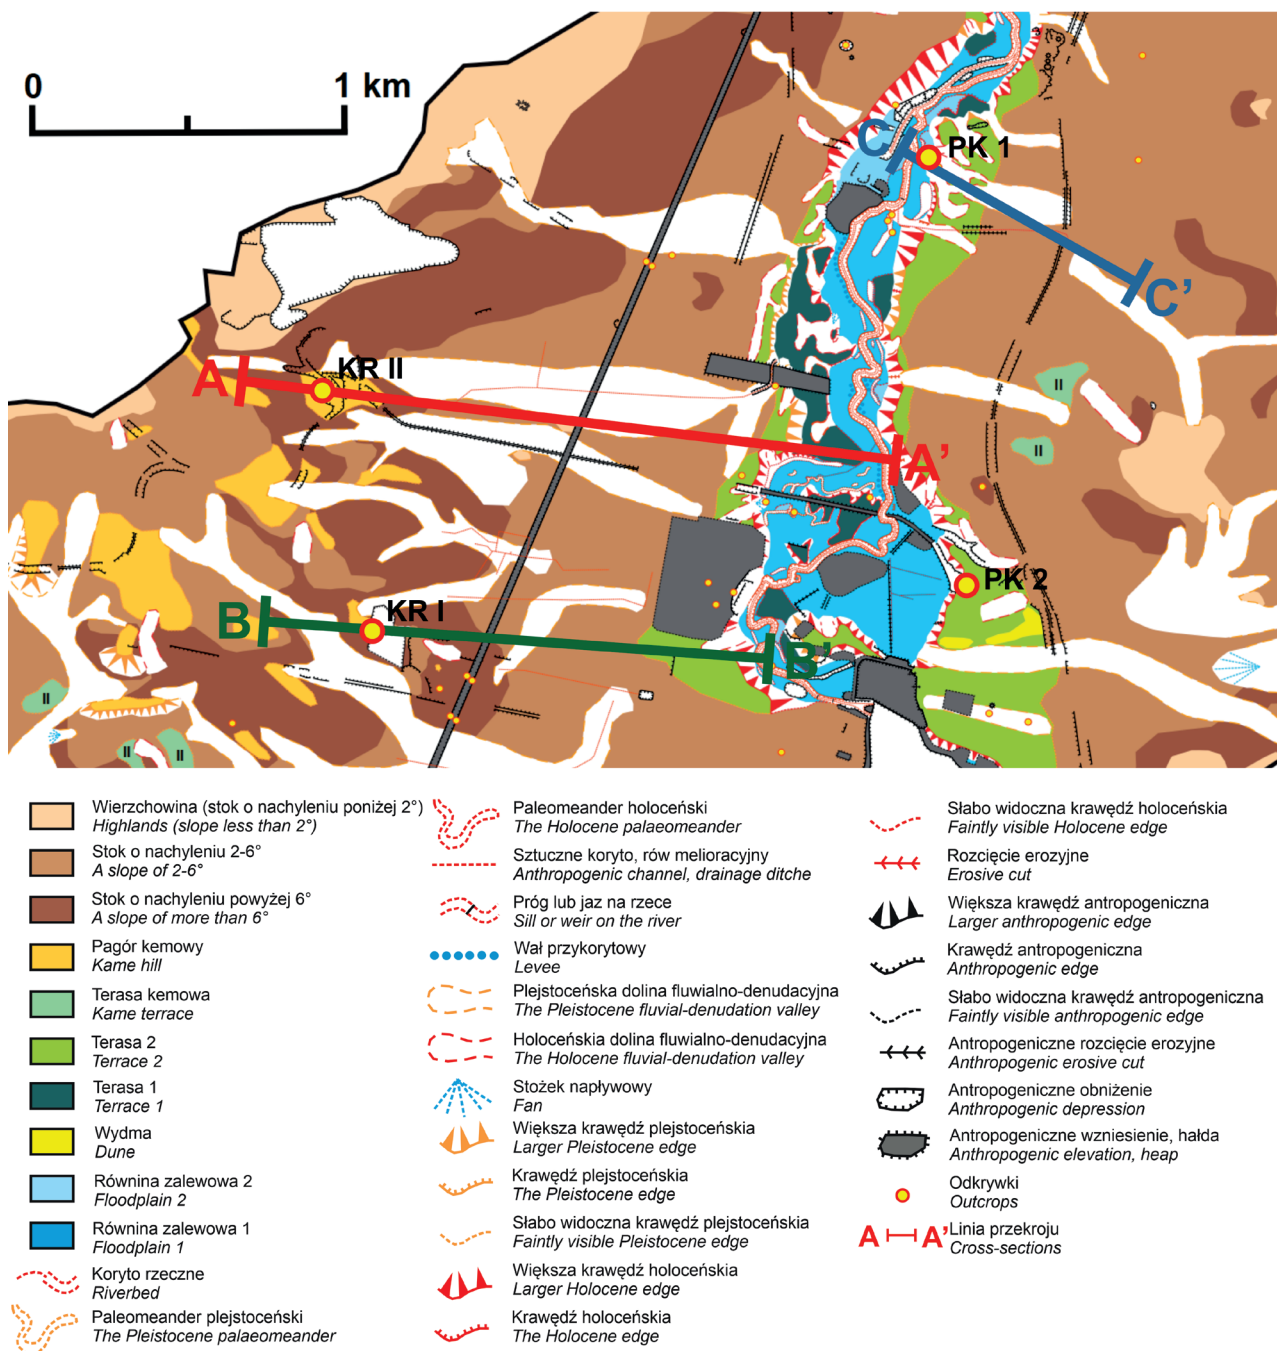 0
1 km
C
PK 1
C'
KR II
A
A'
II
II
PK 2
KR I
B
B'
II
II
II
Wierzchowina (stok o nachyleniu poniżej 2°)
Highlands (slope less than 2°)
Stok o nachyleniu 2-6°
A slope of 2-6°
Stok o nachyleniu powyżej 6°
A slope of more than 6°
Pagór kemowy
Kame hill
Terasa kemowa
Kame terrace
Terasa 2
Terrace 2
Terasa 1
Terrace 1
Wydma
Dune
Równina zalewowa 2
Floodplain 2
Równina zalewowa 1
Floodplain 1
Koryto rzeczne
Riverbed
Paleomeander plejstoceński
The Pleistocene palaeomeander
Paleomeander holoceński
The Holocene palaeomeander
Sztuczne koryto, rów melioracyjny
Anthropogenic channel, drainage ditche
Próg lub jaz na rzece
Sill or weir on the river
Wał przykorytowy
Levee
Plejstoceńska dolina fluwialno-denudacyjna
The Pleistocene fluvial-denudation valley
Holoceńska dolina fluwialno-denudacyjna
The Holocene fluvial-denudation valley
Stożek napływowy
Fan
Większa krawędź plejstoceńska
Larger Pleistocene edge
Krawędź plejstoceńska
The Pleistocene edge
Słabo widoczna krawędź plejstoceńska
Faintly visible Pleistocene edge
Większa krawędź holoceńska
Larger Holocene edge
Krawędź holoceńska
The Holocene edge
Słabo widoczna krawędź holoceńskia
Faintly visible Holocene edge
Rozcięcie erozyjne
Erosive cut
Większa krawędź antropogeniczna
Larger anthropogenic edge
Krawędź antropogeniczna
Anthropogenic edge
Słabo widoczna krawędź antropogeniczna
Faintly visible anthropogenic edge
Antropogeniczne rozcięcie erozyjne
Anthropogenic erosive cut
Antropogeniczne obniżenie
Anthropogenic depression
Antropogeniczne wzniesienie, hałda
Anthropogenic elevation, heap
Odkrywki
Outcrops
A A' Linia przekroju
Cross-sections